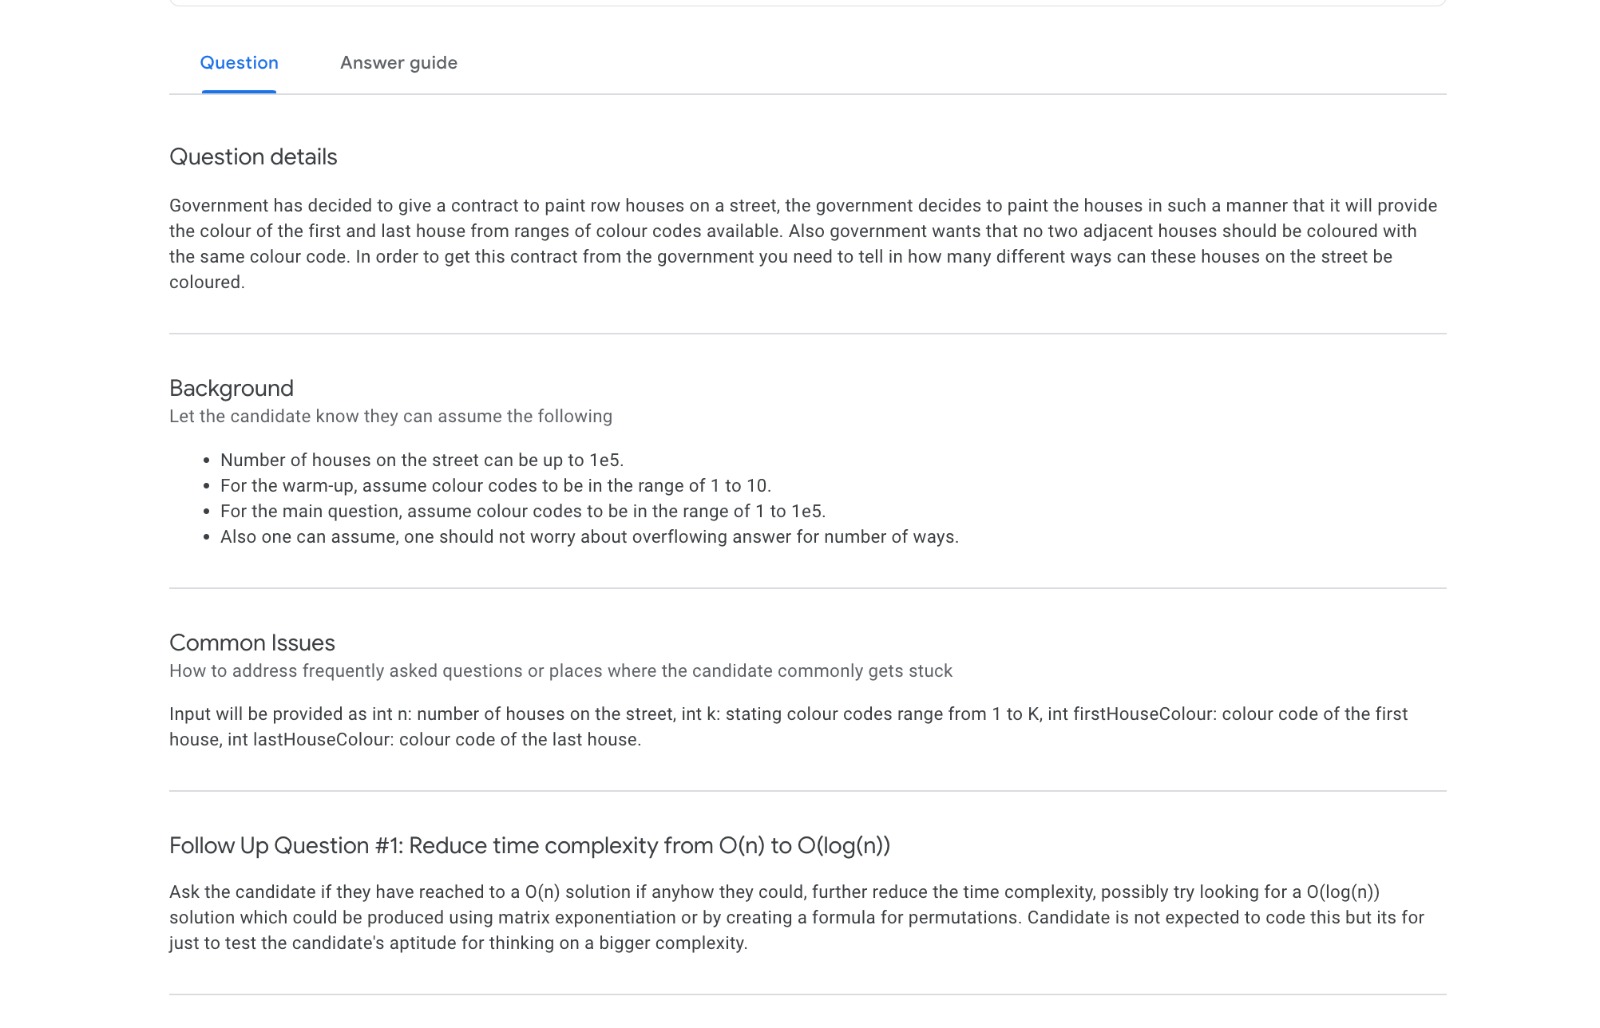 Question
Answer guide
Question details
Government has decided to give a contract to paint row houses on a street, the government decides to paint the houses in such a manner that it will provide
the colour of the first and last house from ranges of colour codes available. Also government wants that no two adjacent houses should be coloured with
the same colour code. In order to get this contract from the government you need to tell in how many different ways can these houses on the street be
coloured.
Background
Let the candidate know they can assume the following
• Number of houses on the street can be up to 1e5.
• For the warm-up, assume colour codes to be in the range of 1 to 10.
• For the main question, assume colour codes to be in the range of 1 to 1e5.
• Also one can assume, one should not worry about overflowing answer for number of ways.
Common Issues
How to address frequently asked questions or places where the candidate commonly gets stuck
Input will be provided as int n: number of houses on the street, int k: stating colour codes range from 1 to K, int firstHouseColour: colour code of the first
house, int lastHouseColour: colour code of the last house.
Follow Up Question #1: Reduce time complexity from O(n) to O(log(n))
Ask the candidate if they have reached to a O(n) solution if anyhow they could, further reduce the time complexity, possibly try looking for a O(log(n))
solution which could be produced using matrix exponentiation or by creating a formula for permutations. Candidate is not expected to code this but its for
just to test the candidate's aptitude for thinking on a bigger complexity.